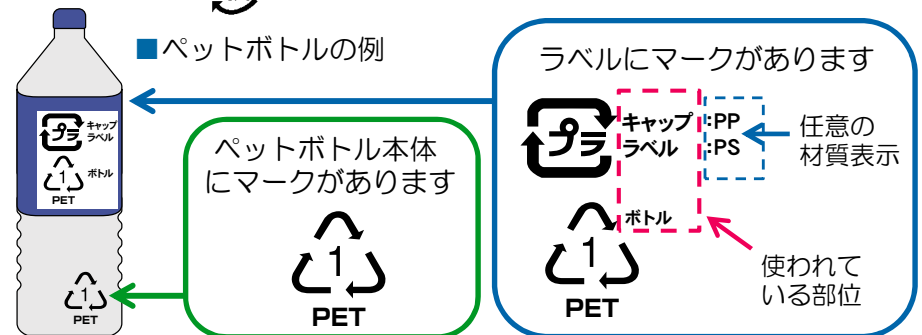 ■ペットボトルの例
プラ
キャップ
ラベル
1
ボトル
PET
1
PET
ペットボトル本体
にマークがあります
1
PET
ラベルにマークがあります
プラ
キャップ:PP
ラベル:PS
任意の
材質表示
ボトル
1
PET
使われて
いる部位